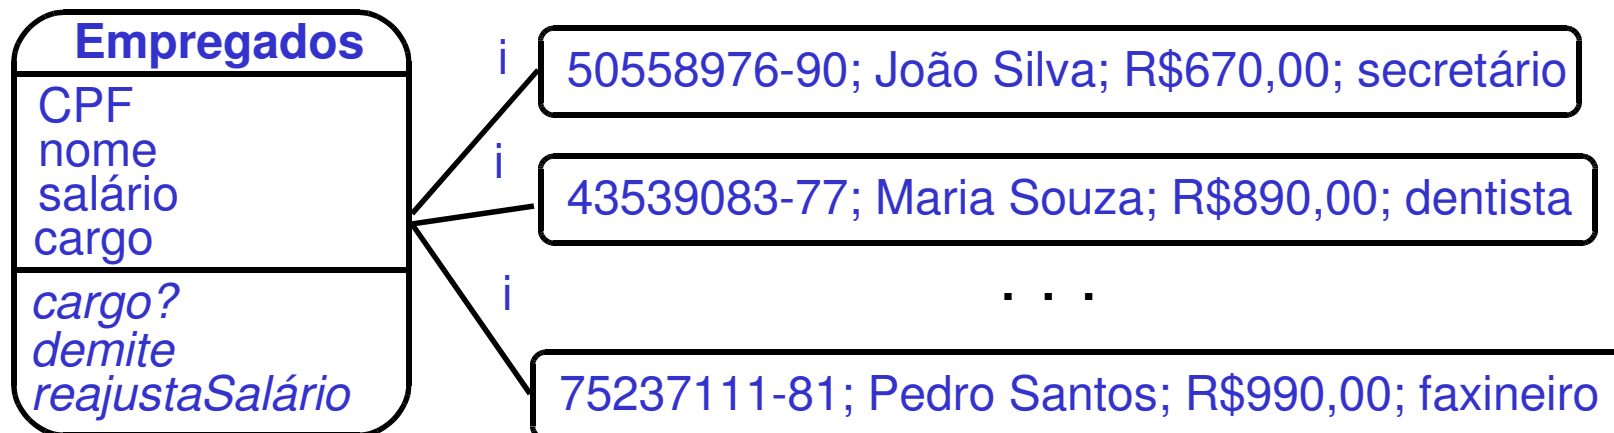 Empregados
CPF
nome
salário
cargo
cargo?
demite
reajustaSalário
i
50558976-90; João Silva; R$670,00; secretário
i
43539083-77; Maria Souza; R$890,00; dentista
. . .
i
75237111-81; Pedro Santos; R$990,00; faxineiro